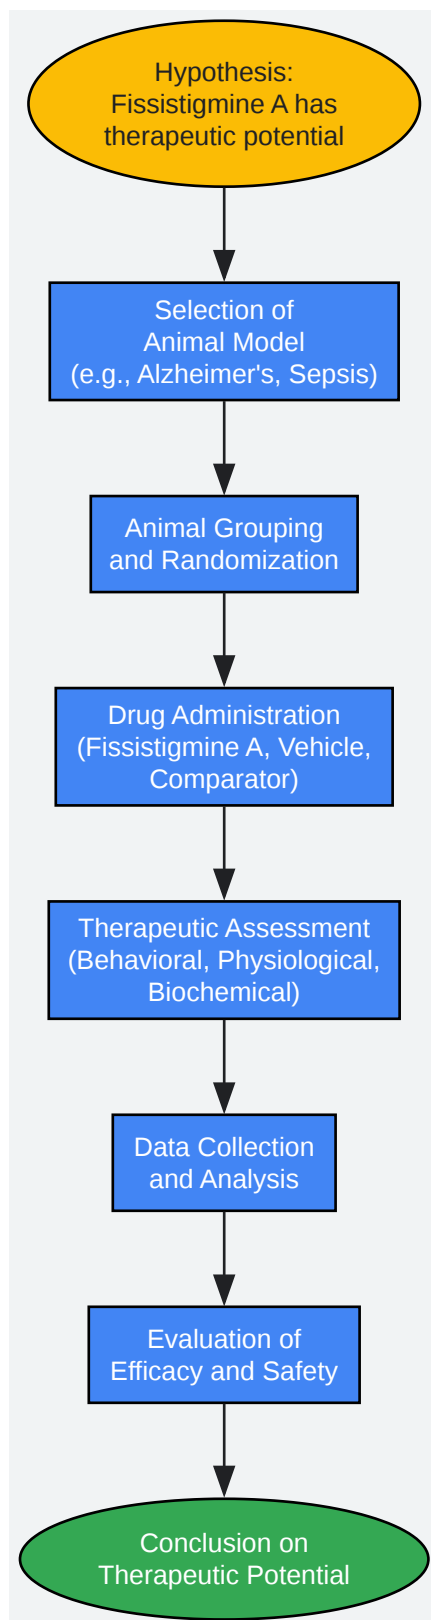 Hypothesis:
Fissistigmine A has
therapeutic potential
Selection of
Animal Model
(e.g., Alzheimer's, Sepsis)
Animal Grouping
and Randomization
Drug Administration
(Fissistigmine A, Vehicle,
Comparator)
Therapeutic Assessment
(Behavioral, Physiological,
Biochemical)
Data Collection
and Analysis
Evaluation of
Efficacy and Safety
Conclusion on
Therapeutic Potential